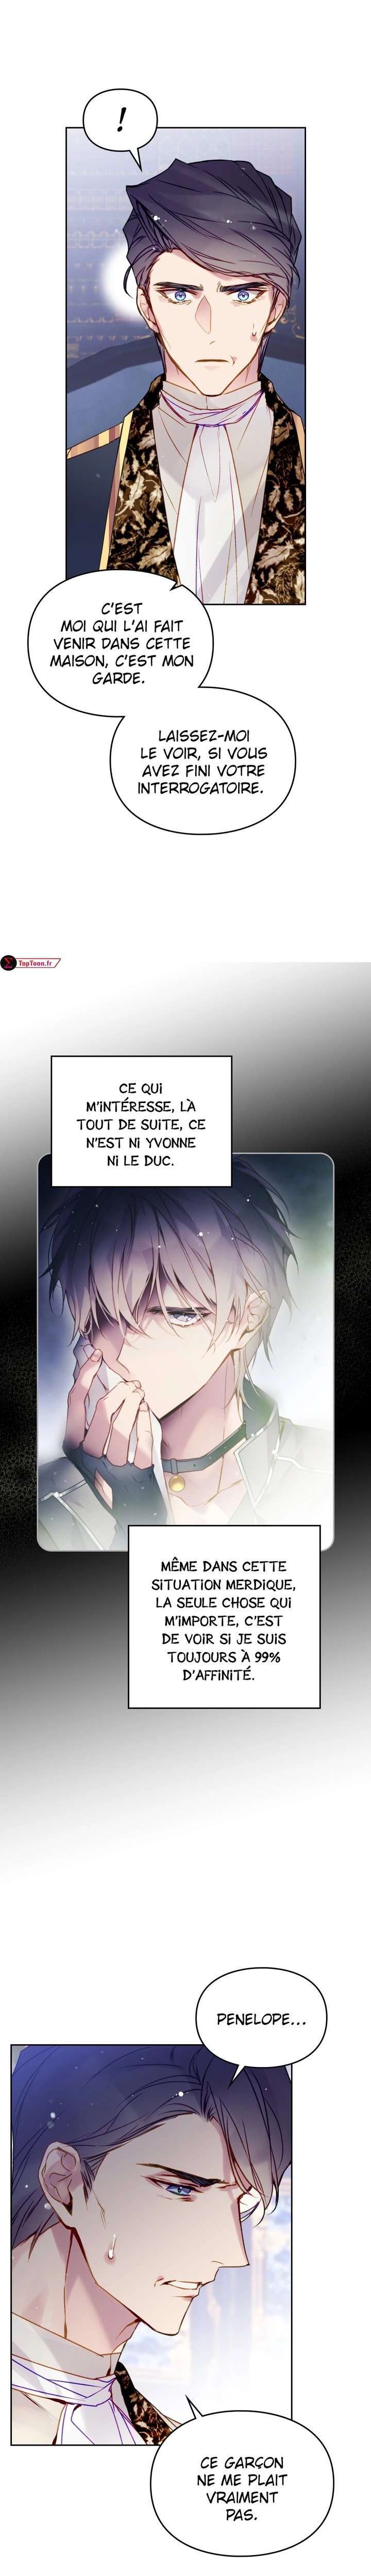 !
C'EST
MOI QUI L'AI FAIT
VENIR DANS CETTE
MAISON, C'EST MON
GARDE.
LAISSEZ-MOI
LE VOIR, SI VOUS
AVEZ FINI VOTRE
INTERROGATOIRE.
TopToon.fr
CE QUI
M'INTÉRESSE, LÀ
TOUT DE SUITE, CE
N'EST NI YVONNE
NI LE DUC.
MÊME DANS CETTE
SITUATION MERDIQUE,
LA SEULE CHOSE QUI
M'IMPORTE, C'EST
DE VOIR SI JE SUIS
TOUJOURS À 99%
D'AFFINITÉ.
PENELOPE...
CE GARÇON
NE ME PLAIT
VRAIMENT
PAS.